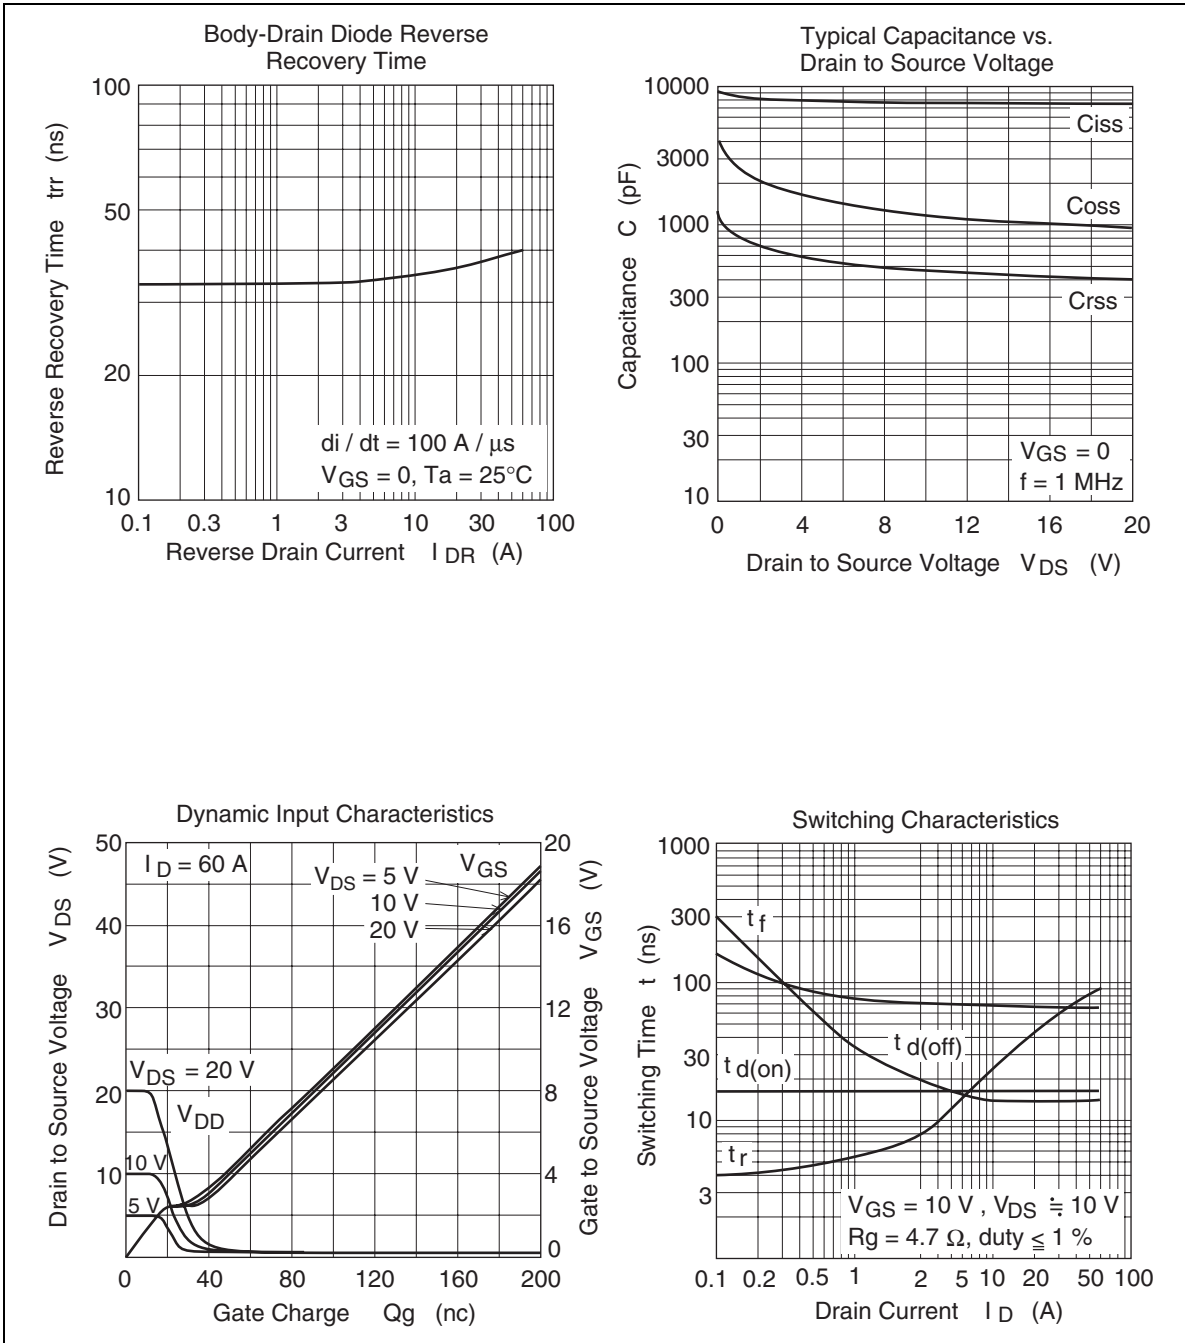 Body-Drain Diode Reverse
Recovery Time
Reverse Recovery Time trr (ns)
100
50
20
10
di / dt = 100 A / μs
VGS = 0, Ta = 25°C
0.1 0.3 1 3 10 30 100
Reverse Drain Current I DR (A)
Typical Capacitance vs.
Drain to Source Voltage
Capacitance C (pF)
10000
3000
1000
300
100
30
10
Ciss
Coss
Crss
VGS = 0
f = 1 MHz
0 4 8 12 16 20
Drain to Source Voltage VDS (V)
Dynamic Input Characteristics
Drain to Source Voltage VDS (V)
50
40
30
20
10
0
I D = 60 A
VGS
VDS = 5 V
10 V
20 V
VDS = 20 V
VDD
10 V
5 V
20
16
12
8
4
0
Gate to Source Voltage VGS (V)
0 40 80 120 160 200
Gate Charge Qg (nc)
Switching Characteristics
Switching Time t (ns)
1000
300
100
30
10
3
t f
t d(off)
t d(on)
t r
VGS = 10 V , VDS ≒ 10 V
Rg = 4.7 Ω, duty ≦ 1 %
0.1 0.2 0.5 1 2 5 10 20 50 100
Drain Current I D (A)